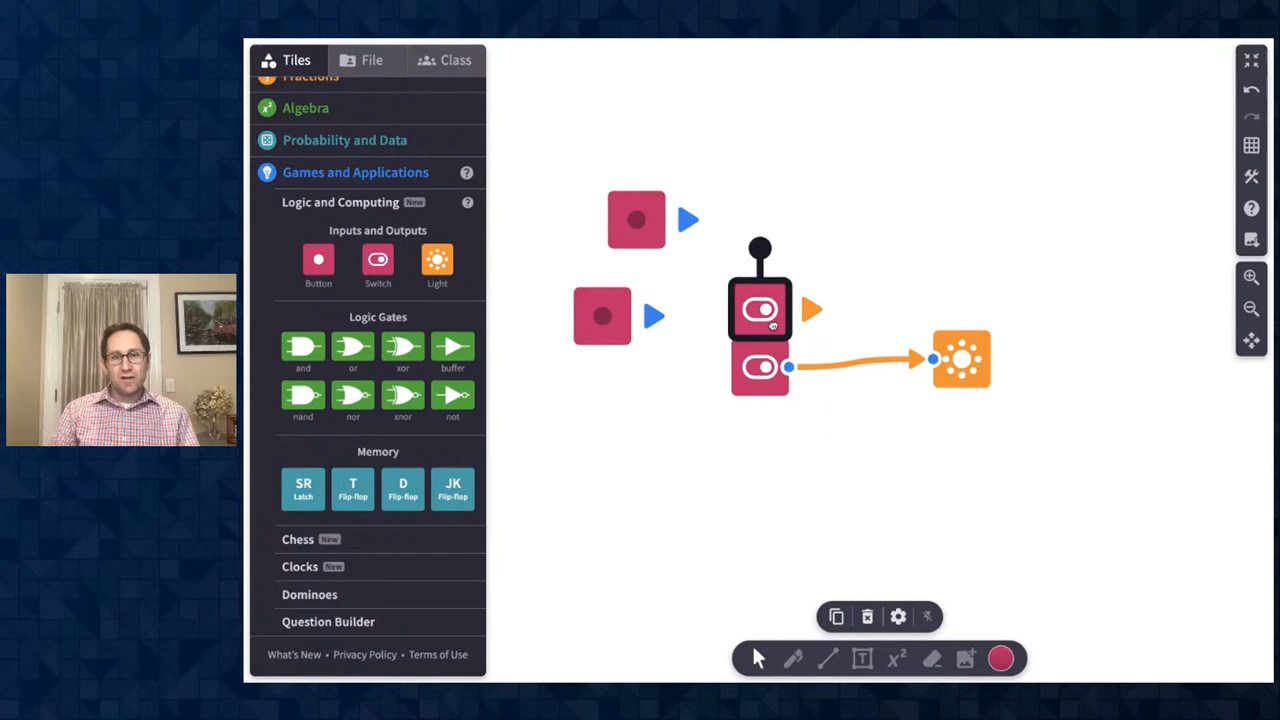 Tiles File Class
Fractions
Algebra
Probability and Data
Games and Applications ?
Logic and Computing New ?
Inputs and Outputs
Button Switch Light
Logic Gates
and or xor buffer
nand nor xnor not
Memory
SR T D JK
Latch Flip-flop Flip-flop Flip-flop
Chess New
Clocks New
Dominoes
Question Builder
What's New • Privacy Policy • Terms of Use